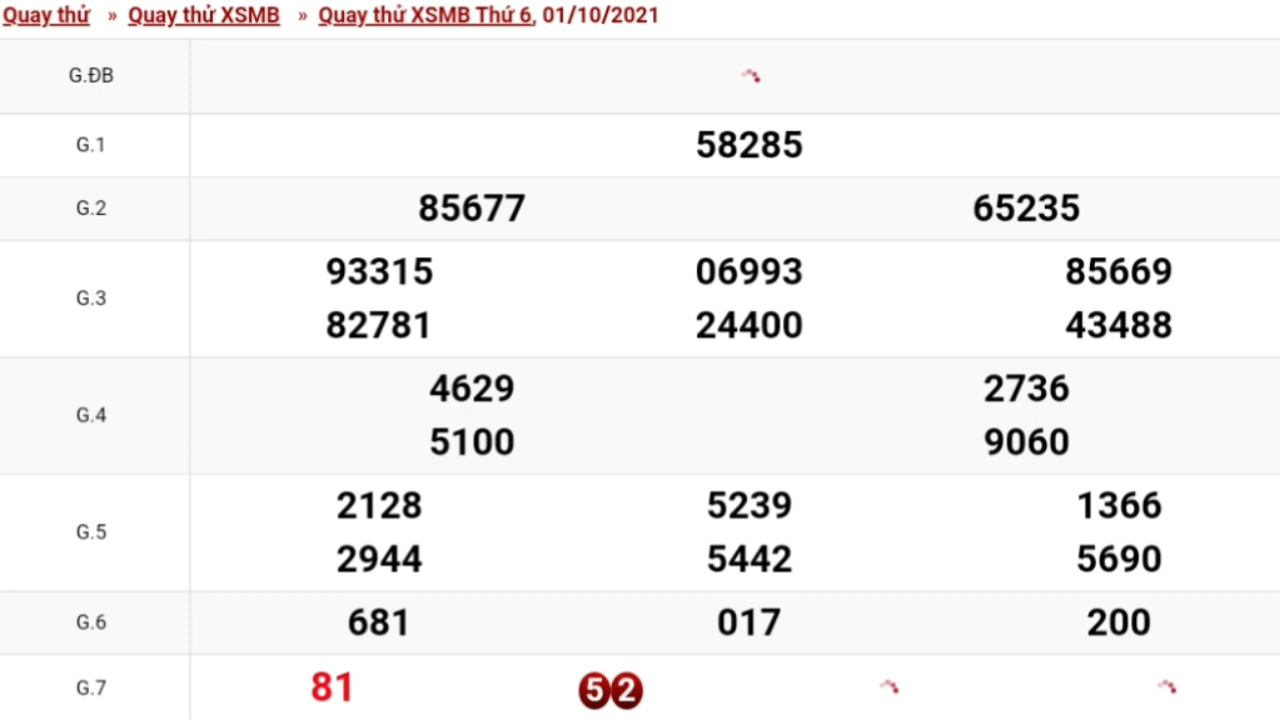 Quay thử » Quay thử XSMB » Quay thử XSMB Thứ 6, 01/10/2021
G.ĐB
G.1 58285
G.2 85677 65235
G.3 93315 06993 85669
82781 24400 43488
G.4 4629 2736
5100 9060
G.5 2128 5239 1366
2944 5442 5690
G.6 681 017 200
G.7 81 52